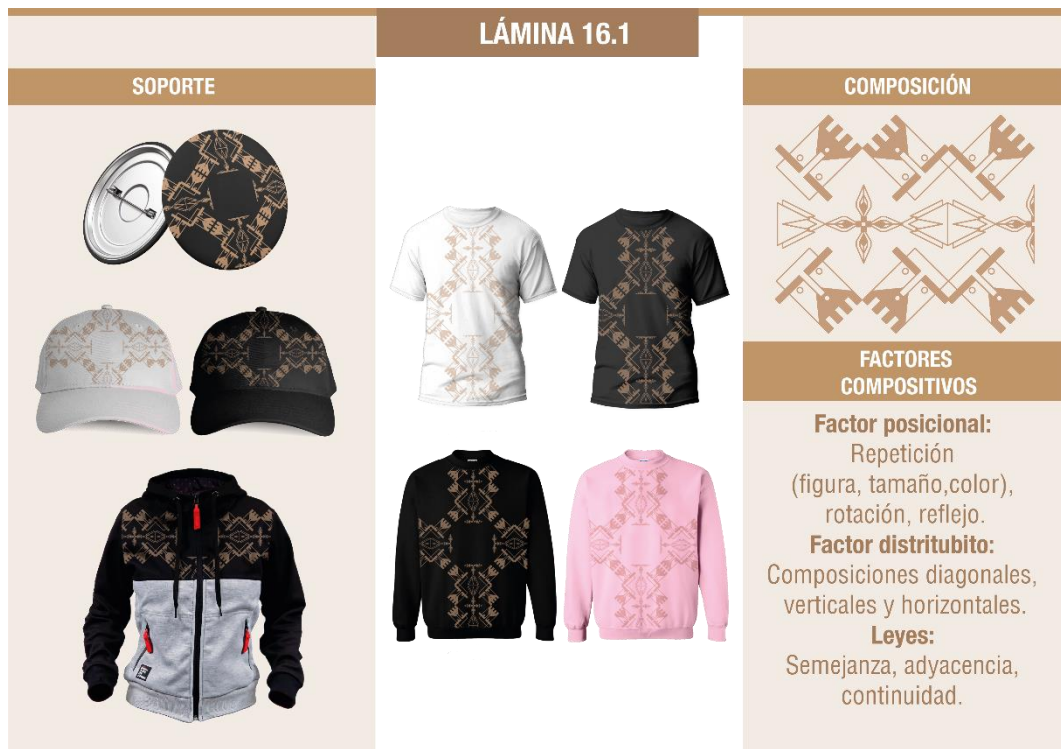 LÁMINA 16.1
SOPORTE
COMPOSICIÓN
FACTORES
COMPOSITIVOS
Factor posicional:
Repetición
(figura, tamaño,color),
rotación, reflejo.
Factor distritubito:
Composiciones diagonales,
verticales y horizontales.
Leyes:
Semejanza, adyacencia,
continuidad.